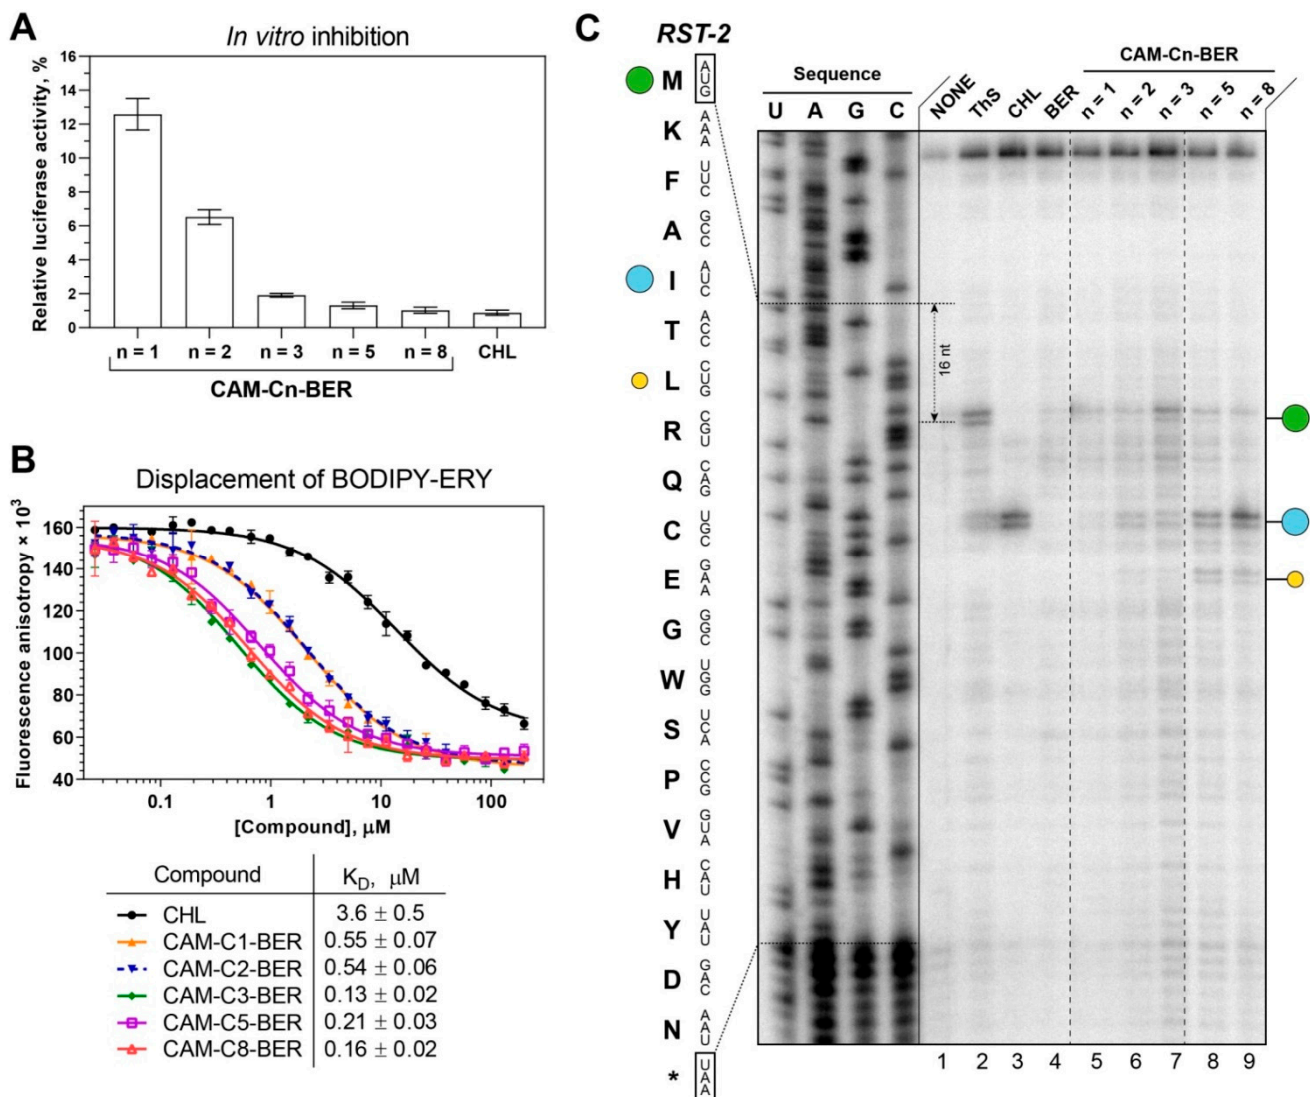 A
In vitro inhibition
Relative luciferase activity, %
16
14
12
10
8
6
4
2
0
n = 1
n = 2
n = 3
n = 5
n = 8
CHL
CAM-Cn-BER
B
Displacement of BODIPY-ERY
Fluorescence anisotropy × 10³
160
140
120
100
80
60
40
0.1
1
10
100
[Compound], μM
Compound K_D, μM
CHL 3.6 ± 0.5
CAM-C1-BER 0.55 ± 0.07
CAM-C2-BER 0.54 ± 0.06
CAM-C3-BER 0.13 ± 0.02
CAM-C5-BER 0.21 ± 0.03
CAM-C8-BER 0.16 ± 0.02
C
RST-2
M AUG
K AAA
F UUC
A GCC
I AUC
T ACC
L CUG
R CGU
Q CAG
C UGC
E GAA
G GGC
W UGG
S UCA
P CCG
V GUA
H CAU
Y UAU
D GAC
N AAU
* UAA
Sequence
U A G C
NONE
ThS
CHL
BER
CAM-Cn-BER
n = 1
n = 2
n = 3
n = 5
n = 8
16 nt
1 2 3 4 5 6 7 8 9